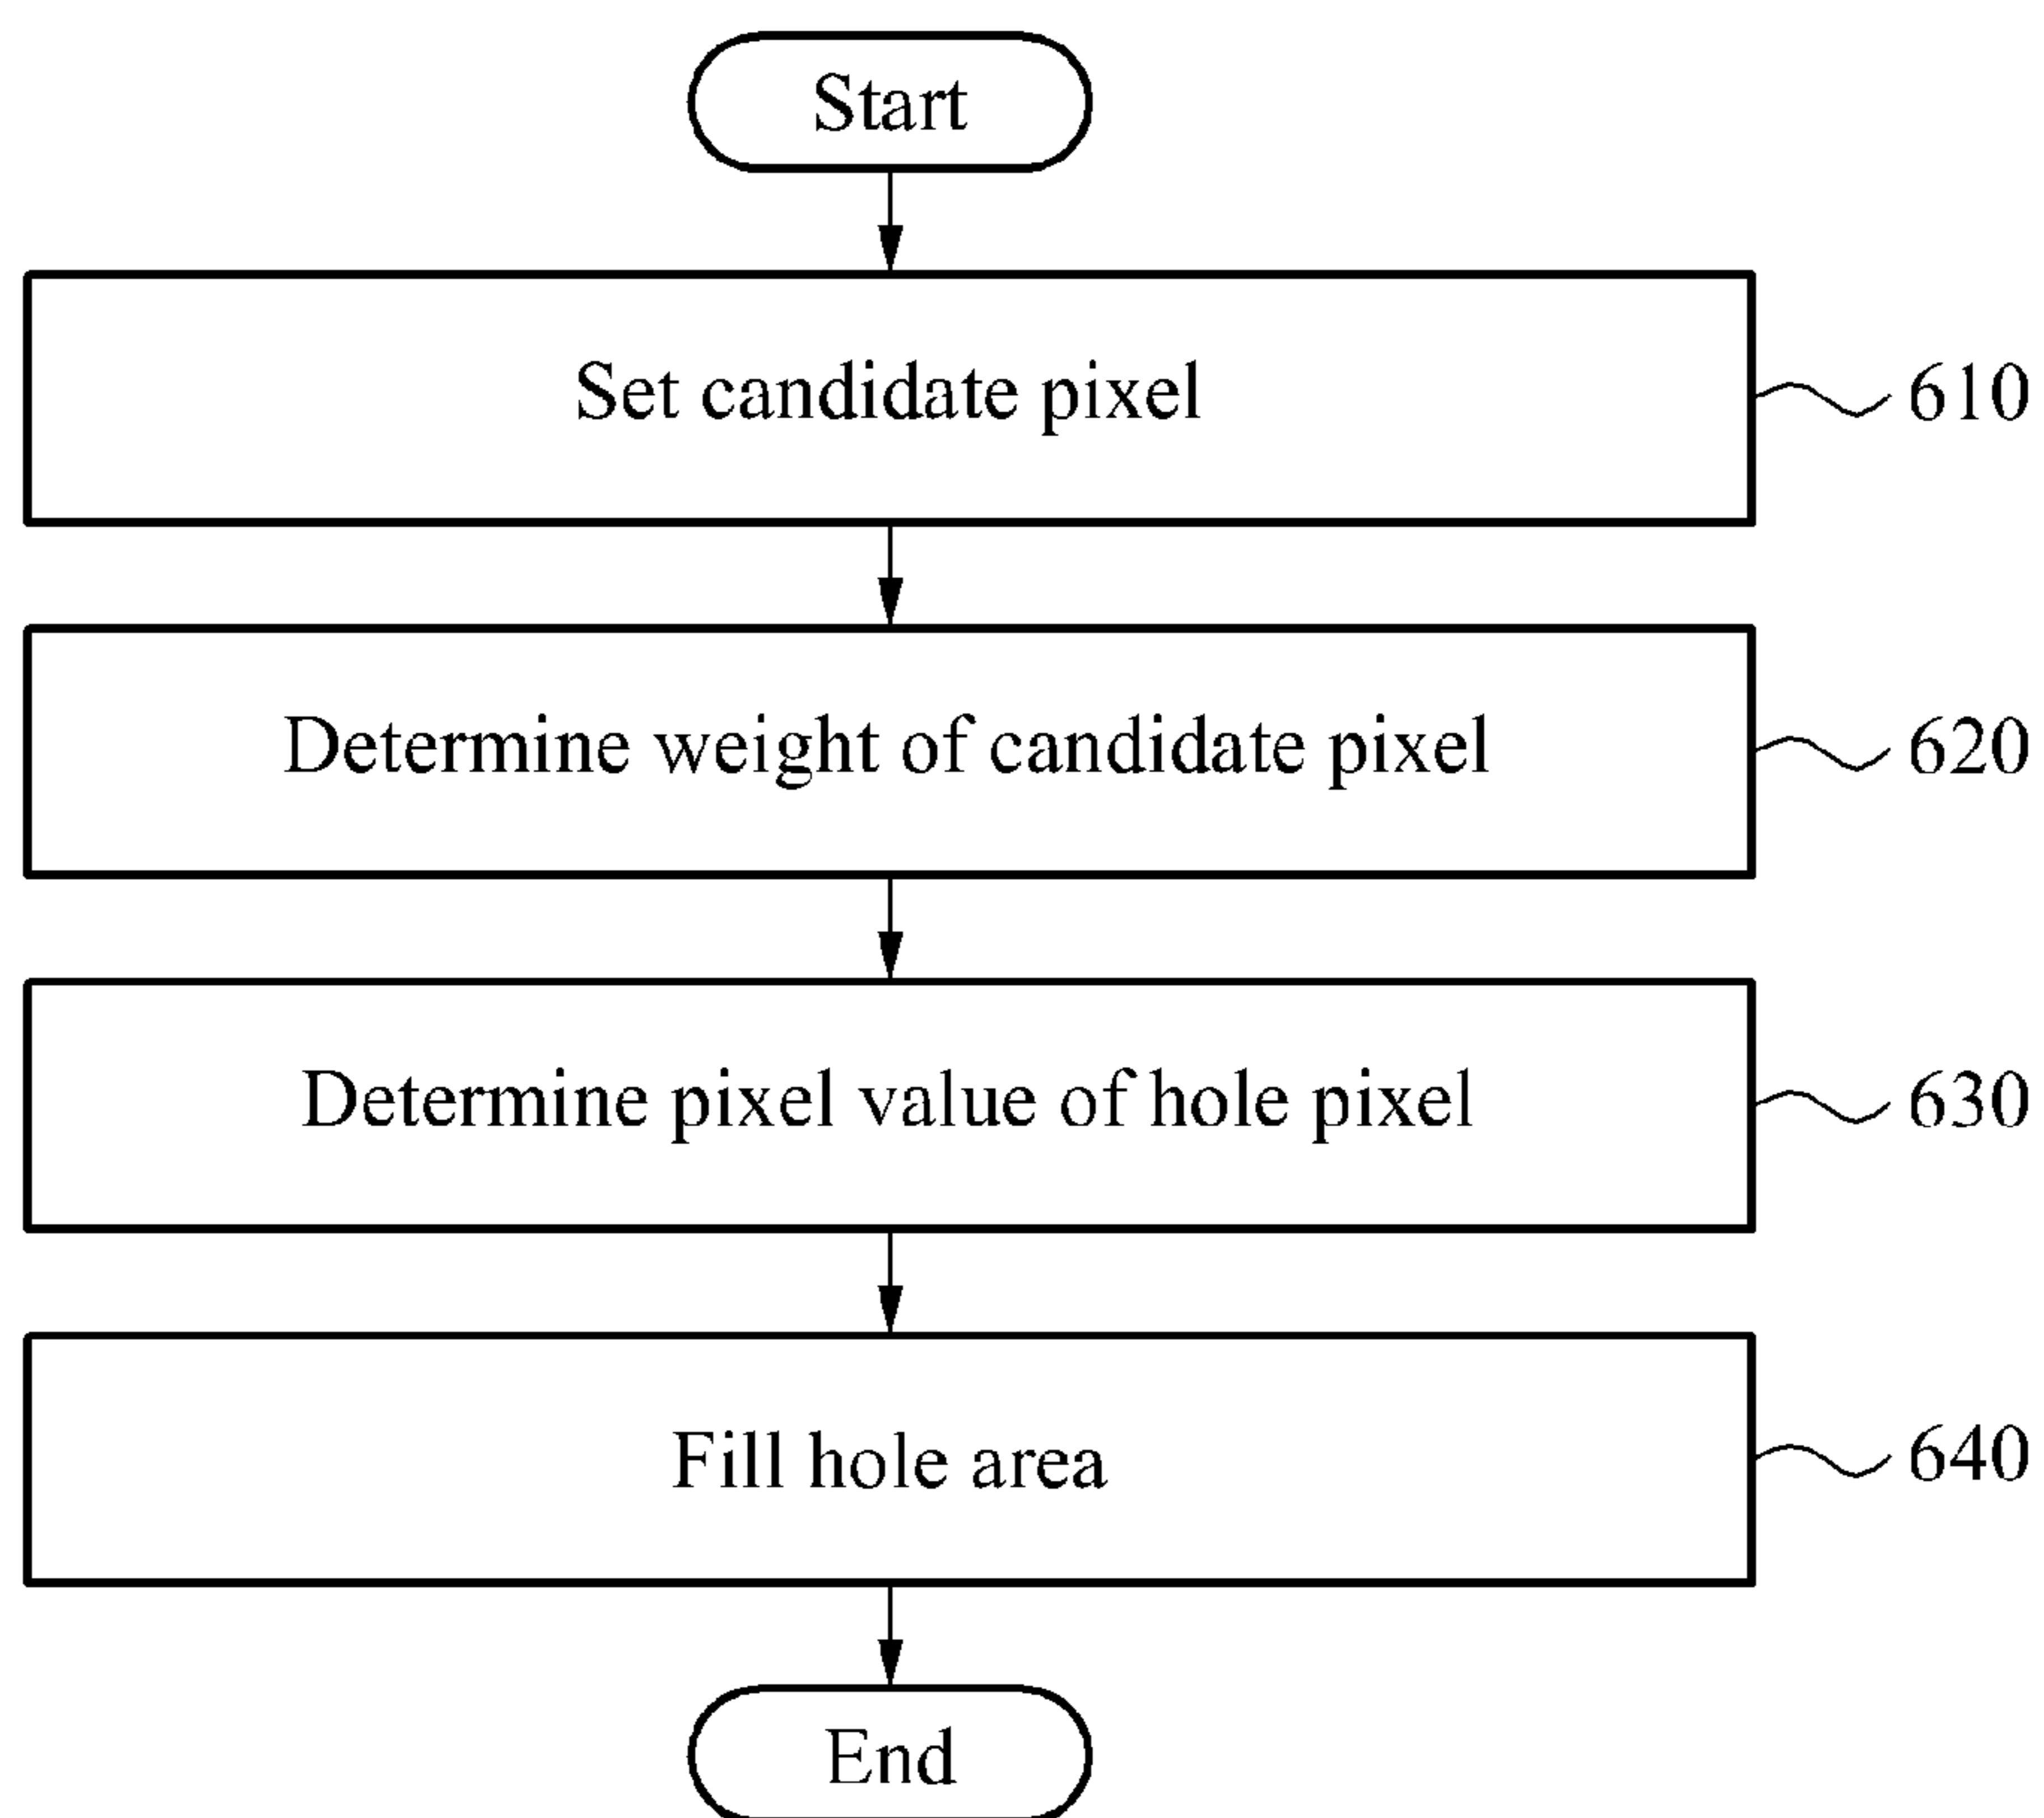 Start
Set candidate pixel
610
Determine weight of candidate pixel
620
Determine pixel value of hole pixel
630
Fill hole area
640
End